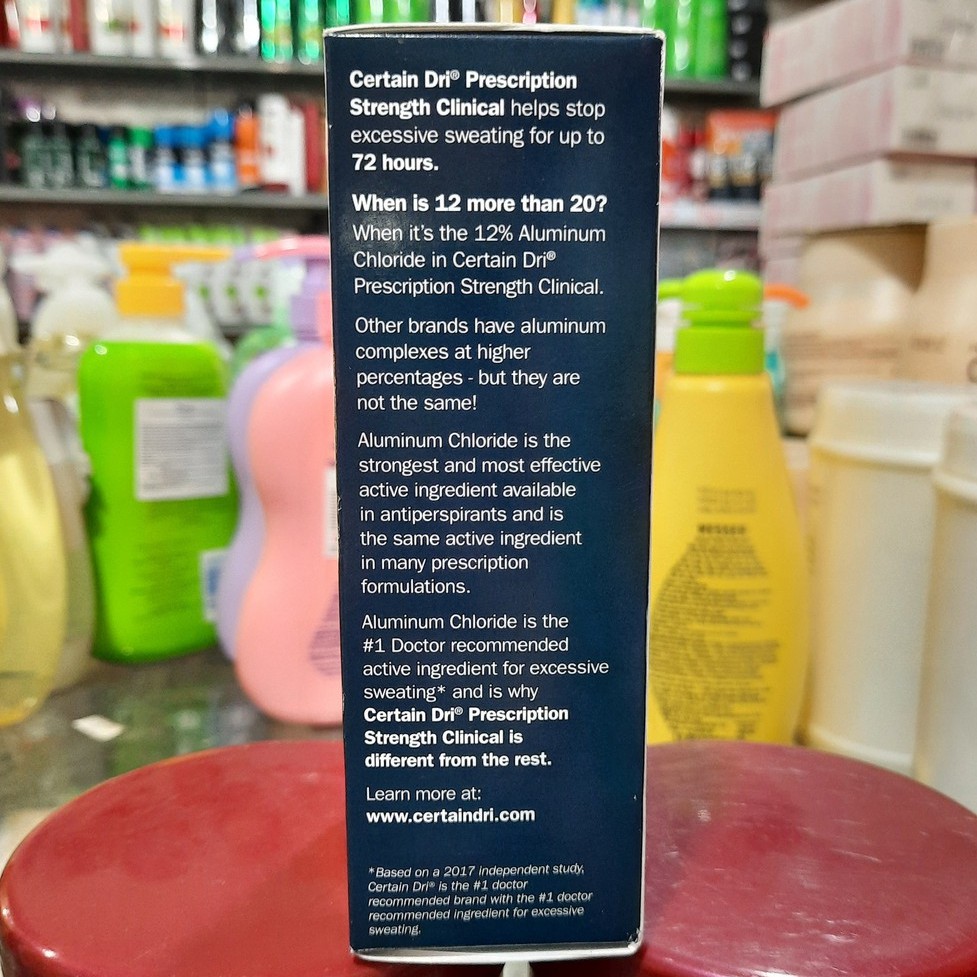 Certain Dri® Prescription
Strength Clinical helps stop
excessive sweating for up to
72 hours.
When is 12 more than 20?
When it's the 12% Aluminum
Chloride in Certain Dri®
Prescription Strength Clinical.
Other brands have aluminum
complexes at higher
percentages - but they are
not the same!
Aluminum Chloride is the
strongest and most effective
active ingredient available
in antiperspirants and is
the same active ingredient
in many prescription
formulations.
Aluminum Chloride is the
#1 Doctor recommended
active ingredient for excessive
sweating* and is why
Certain Dri® Prescription
Strength Clinical is
different from the rest.
Learn more at:
www.certaindri.com
*Based on a 2017 independent study,
Certain Dri® is the #1 doctor
recommended brand with the #1 doctor
recommended ingredient for excessive
sweating.